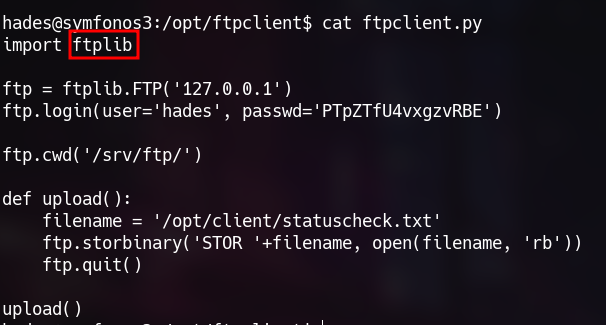 hades@symfonos3:/opt/ftpclient$ cat ftpclient.py
import ftplib
ftp = ftplib.FTP('127.0.0.1')
ftp.login(user='hades', passwd='PTpZTfU4vxgzvRBE')
ftp.cwd('/srv/ftp/')
def upload():
    filename = '/opt/client/statuscheck.txt'
    ftp.storbinary('STOR '+filename, open(filename, 'rb'))
    ftp.quit()
upload()